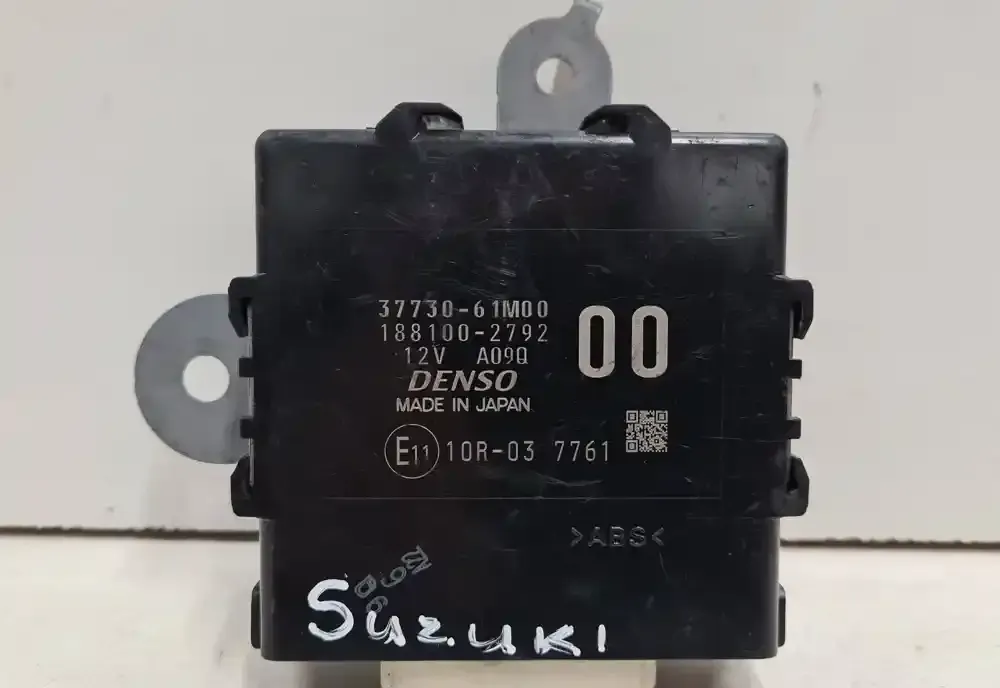 37730-61M00
188100-2792
00
12V A09Q
DENSO
MADE IN JAPAN
E11 10R-03 7761
>ABS<
Suzuki